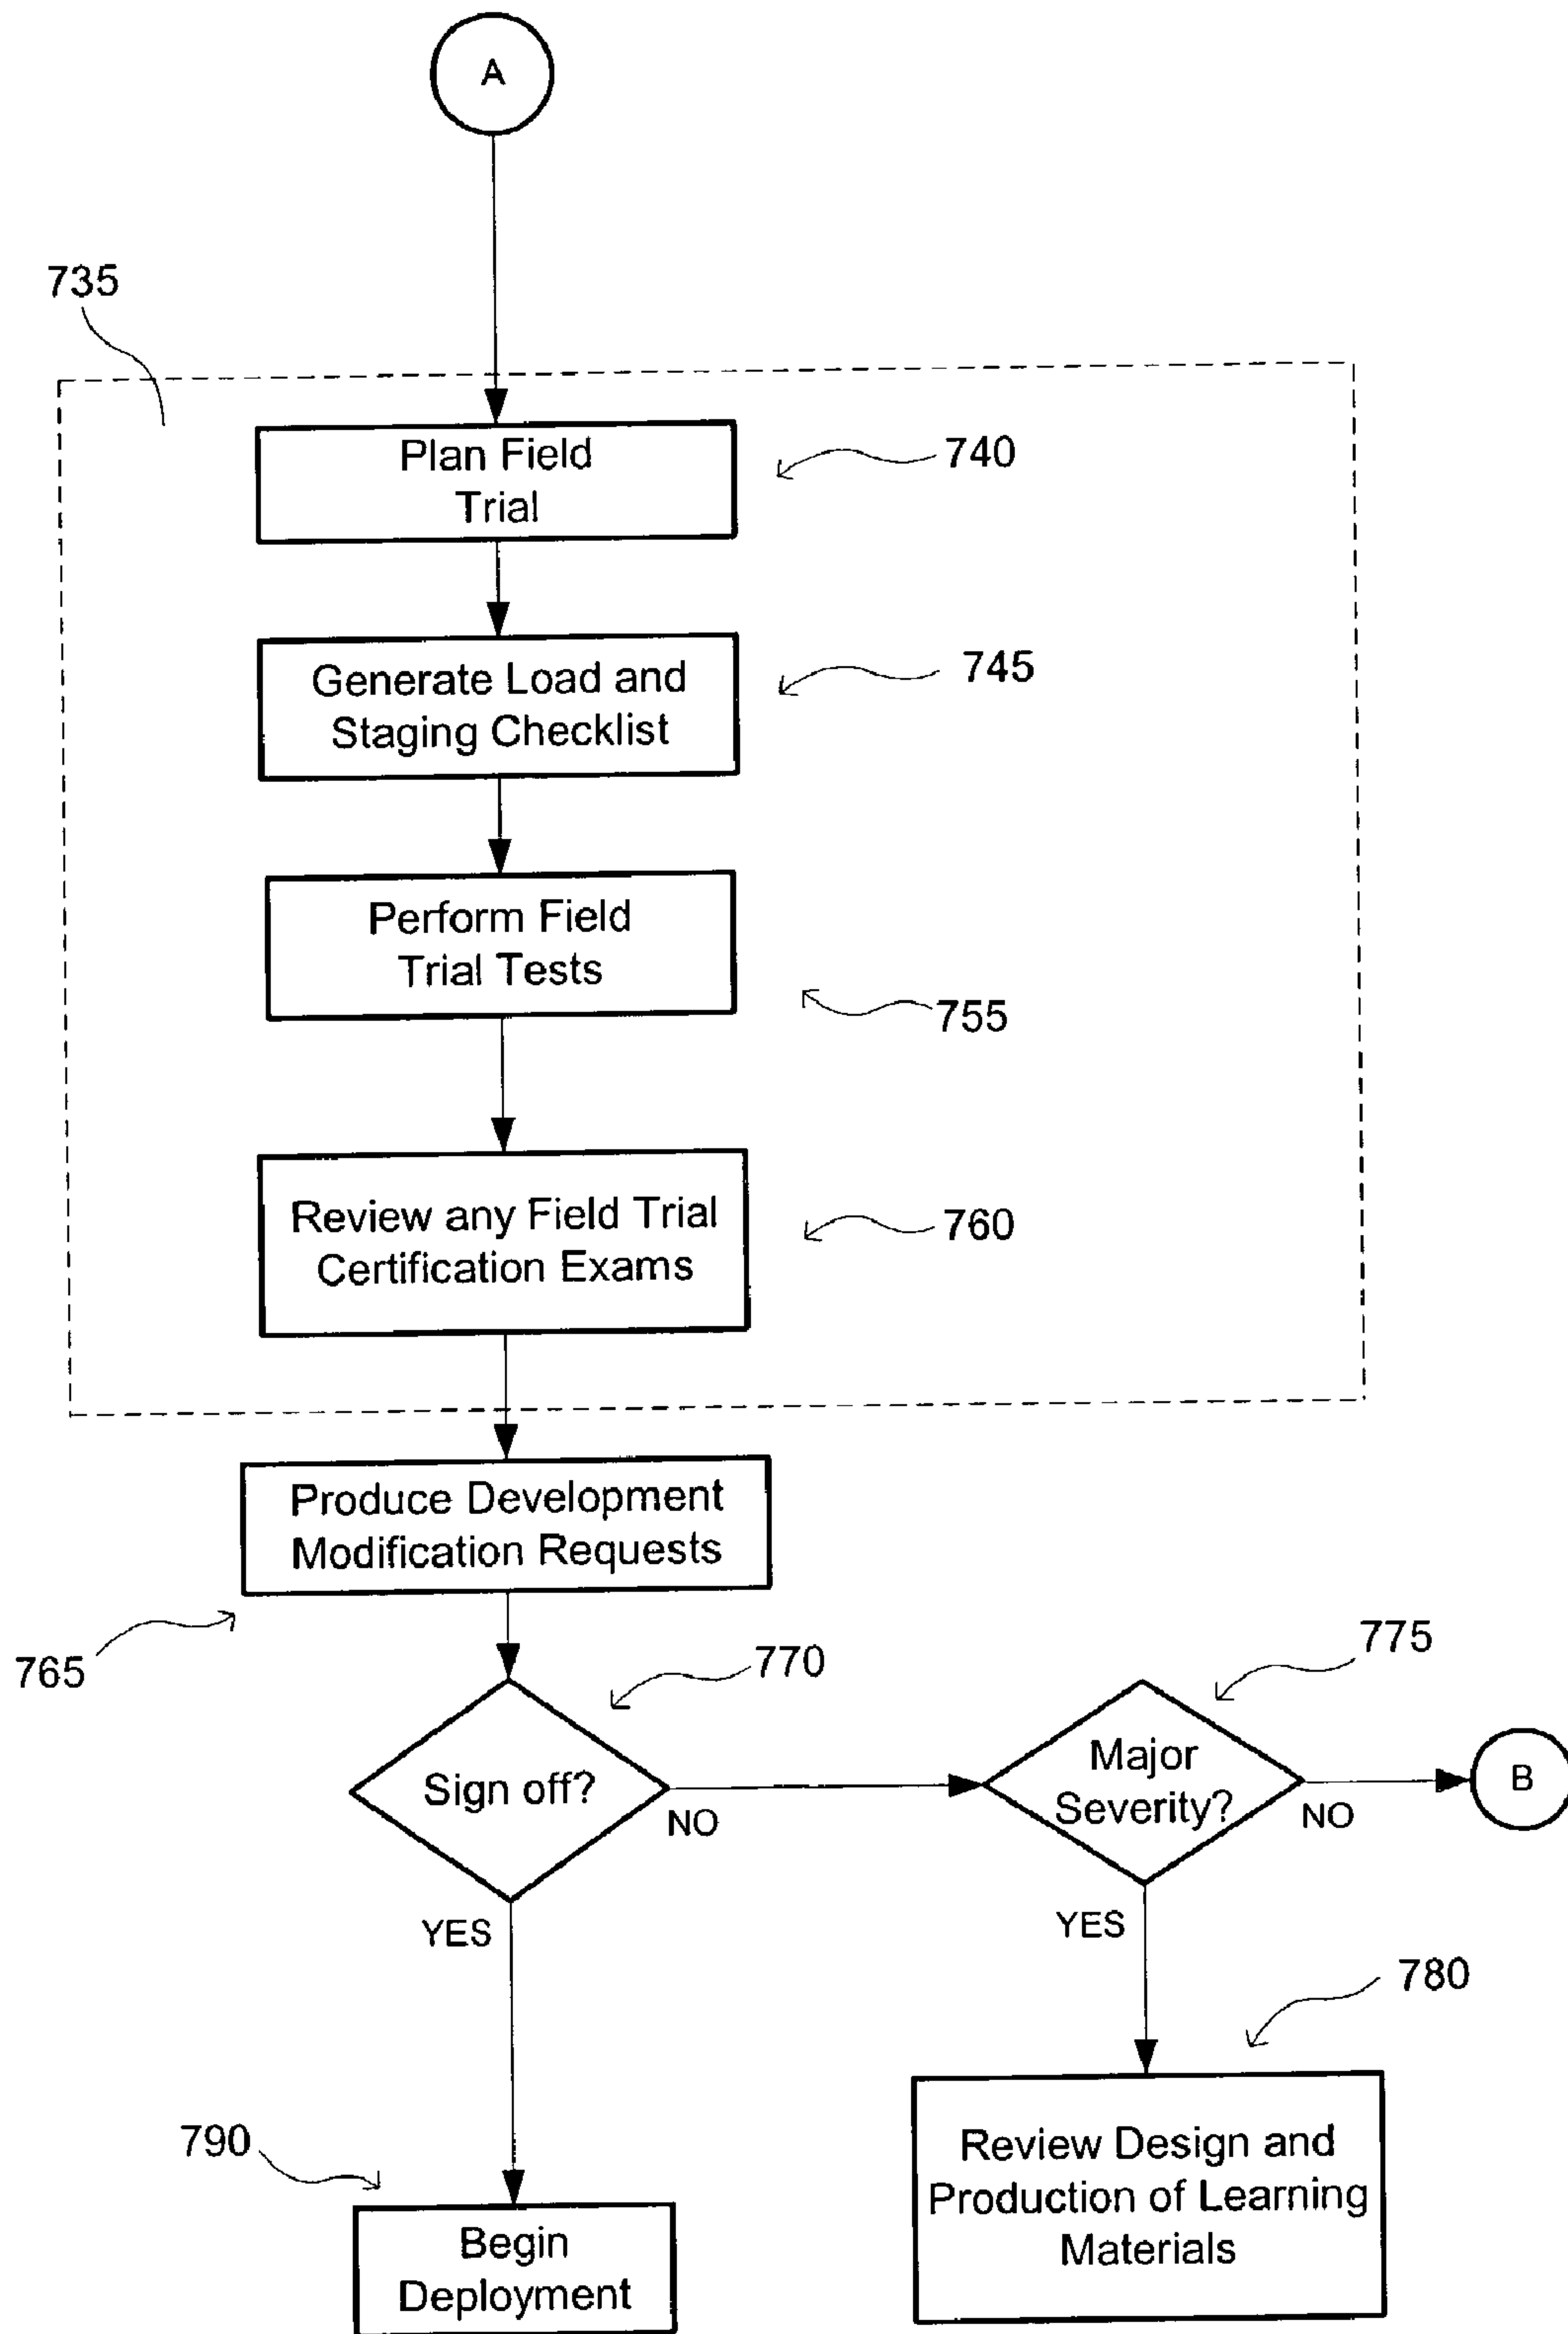 A
735
Plan Field
Trial
740
Generate Load and
Staging Checklist
745
Perform Field
Trial Tests
755
Review any Field Trial
Certification Exams
760
Produce Development
Modification Requests
765
770
775
Sign off?
NO
YES
Major
Severity?
NO
B
YES
780
790
Begin
Deployment
Review Design and
Production of Learning
Materials